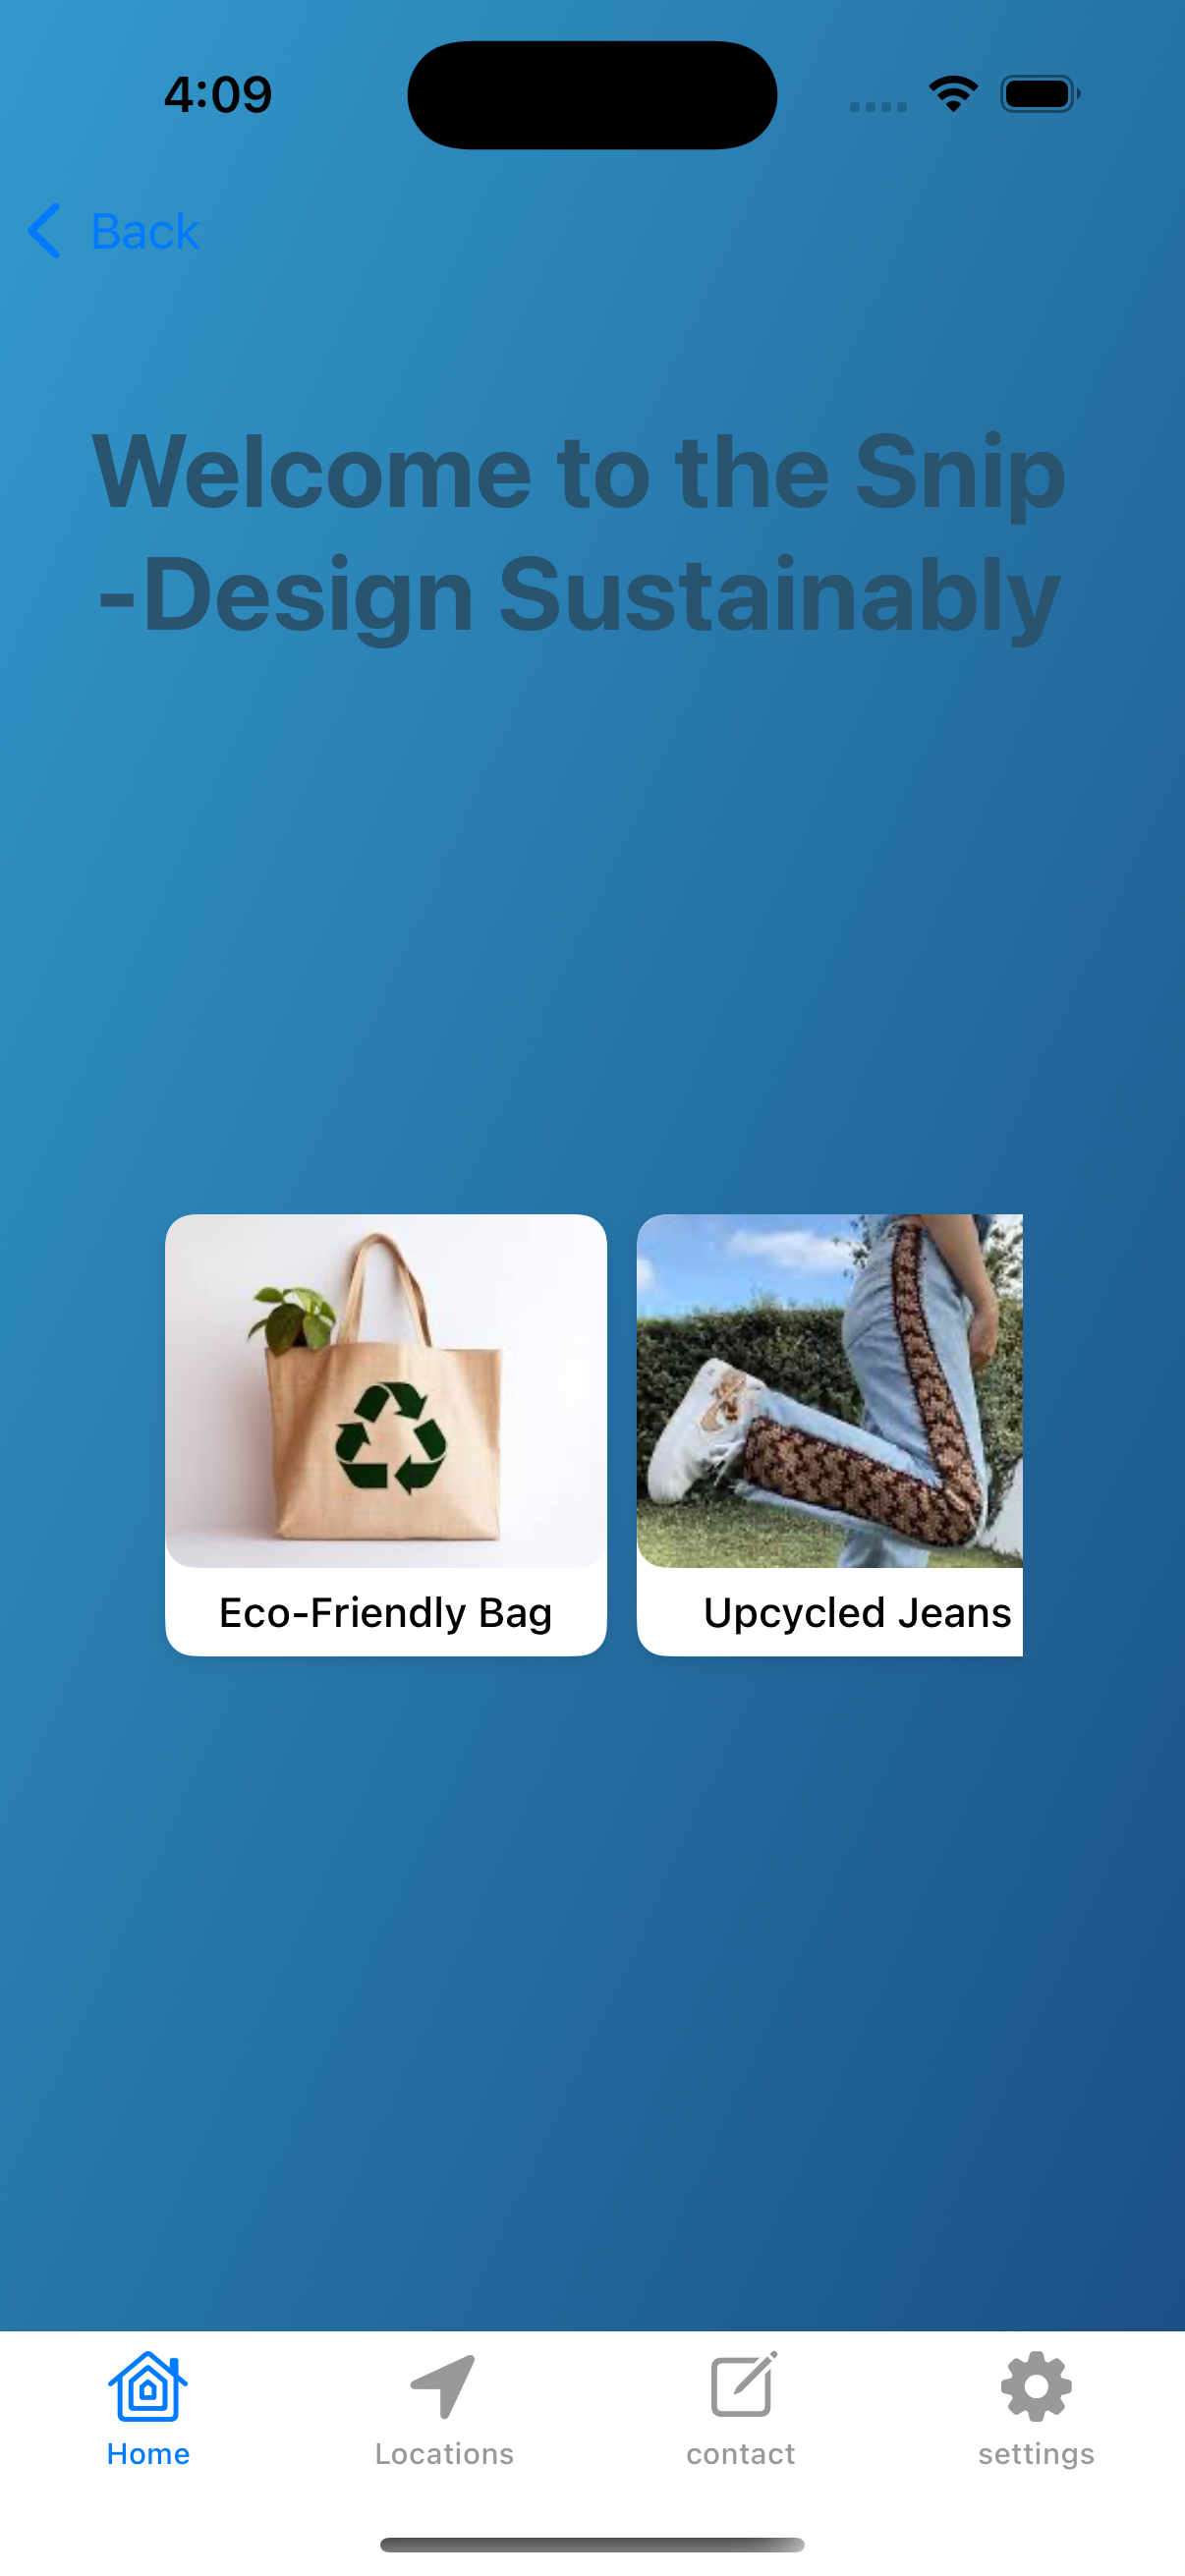 4:09
Back
Welcome to the Snip
-Design Sustainably
Eco-Friendly Bag
Upcycled Jeans
Home
Locations
contact
settings